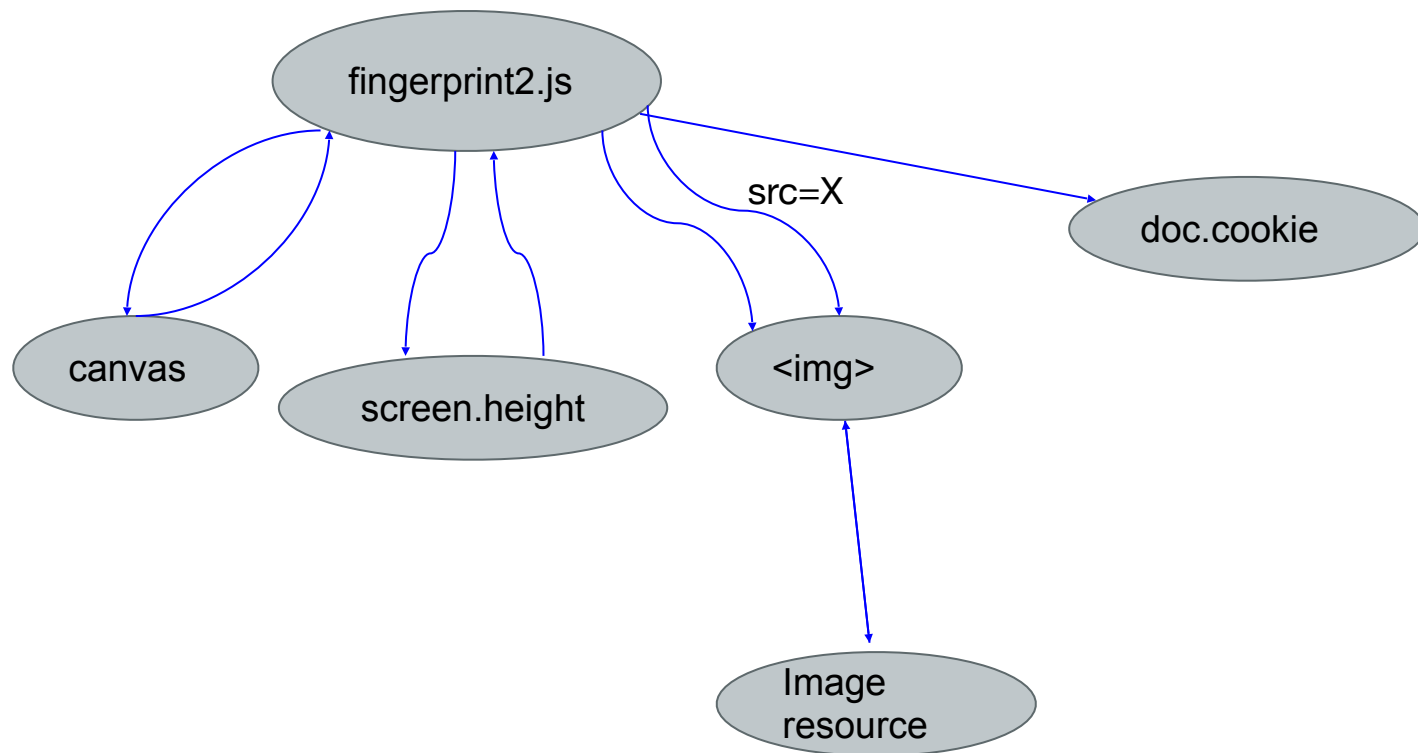 fingerprint2.js
src=X
doc.cookie
canvas
<img>
screen.height
Image
resource